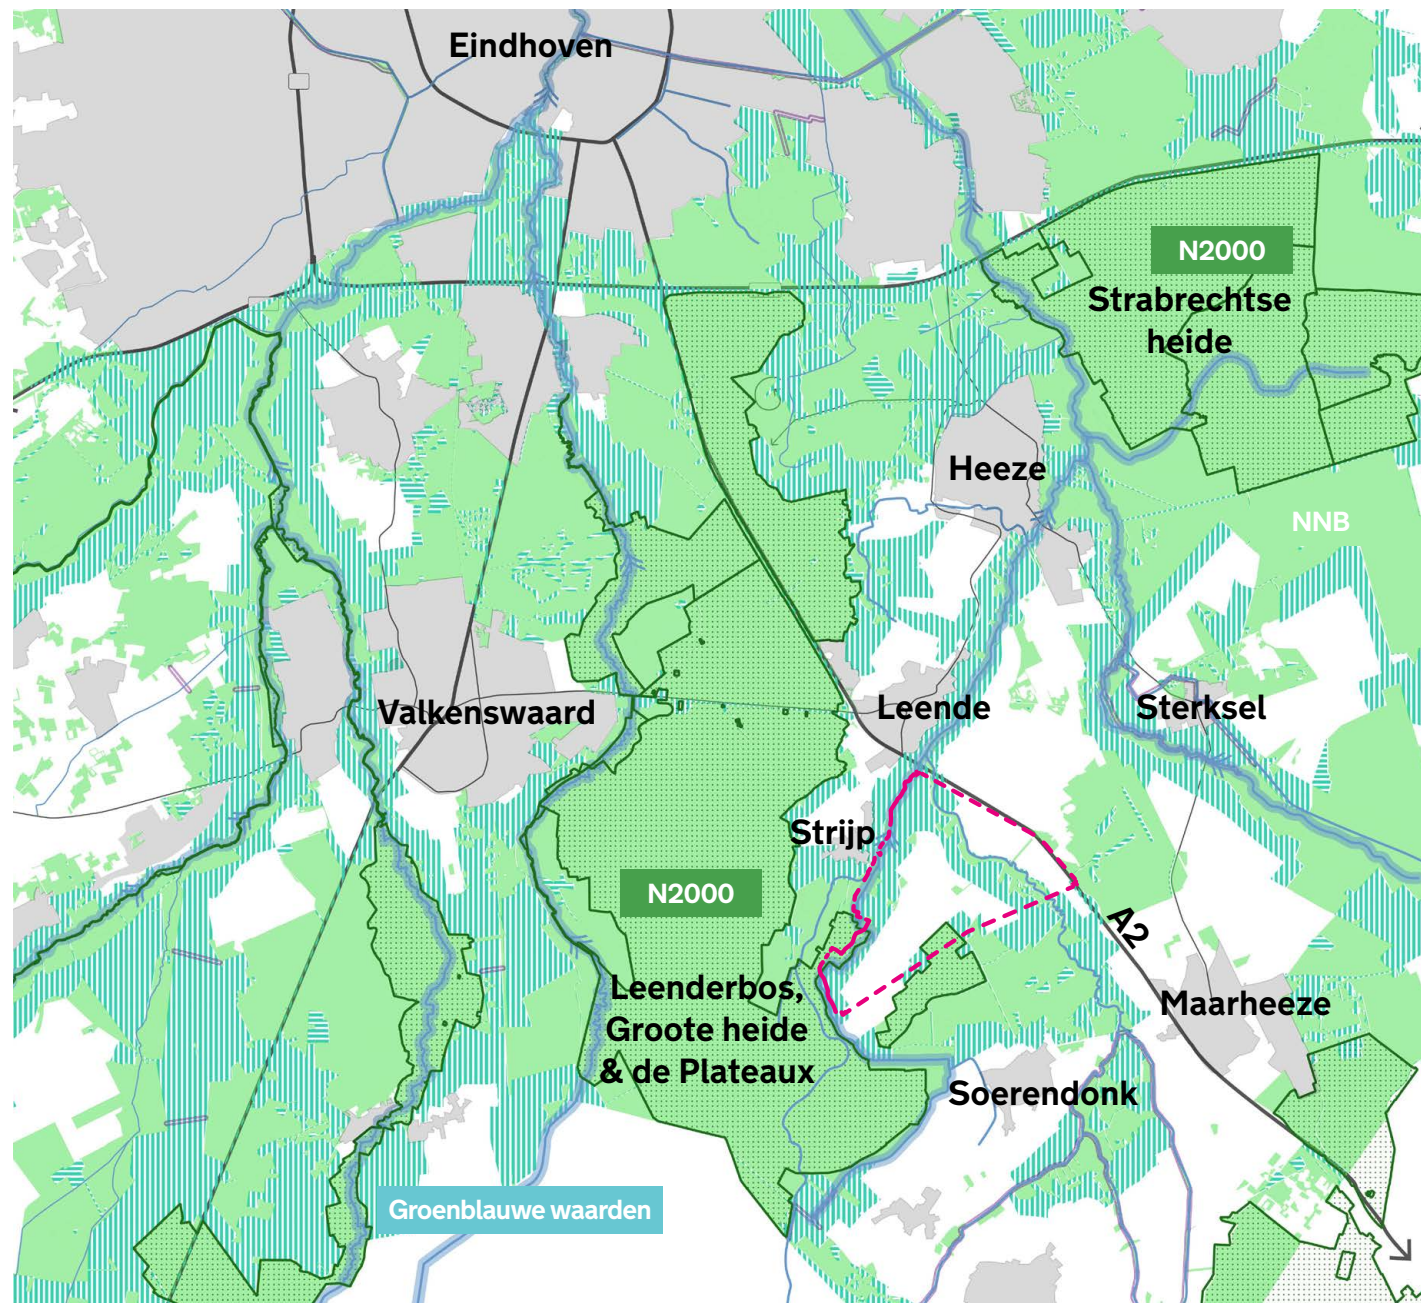 Eindhoven
N2000
Strabrechtse
heide
Heeze
NNB
Valkenswaard
Leende
Sterksel
Strijp
N2000
A2
Leenderbos,
Groote heide
& de Plateaux
Maarheeze
Soerendonk
Groenblauwe waarden